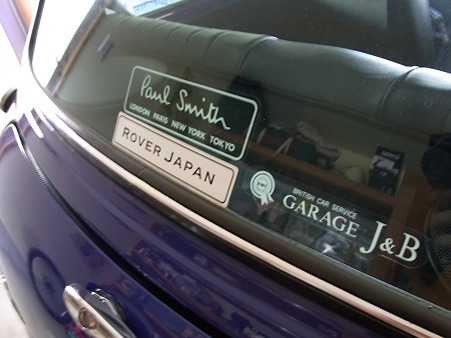 Paul Smith
LONDON PARIS NEW YORK TOKYO
ROVER JAPAN
BRITISH CAR SERVICE
GARAGE J&B